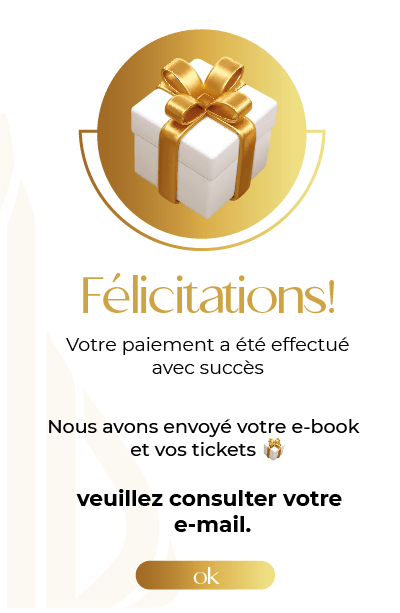 Félicitations!
Votre paiement a été effectué
avec succès
Nous avons envoyé votre e-book
et vos tickets 🎁
veuillez consulter votre
e-mail.
ok